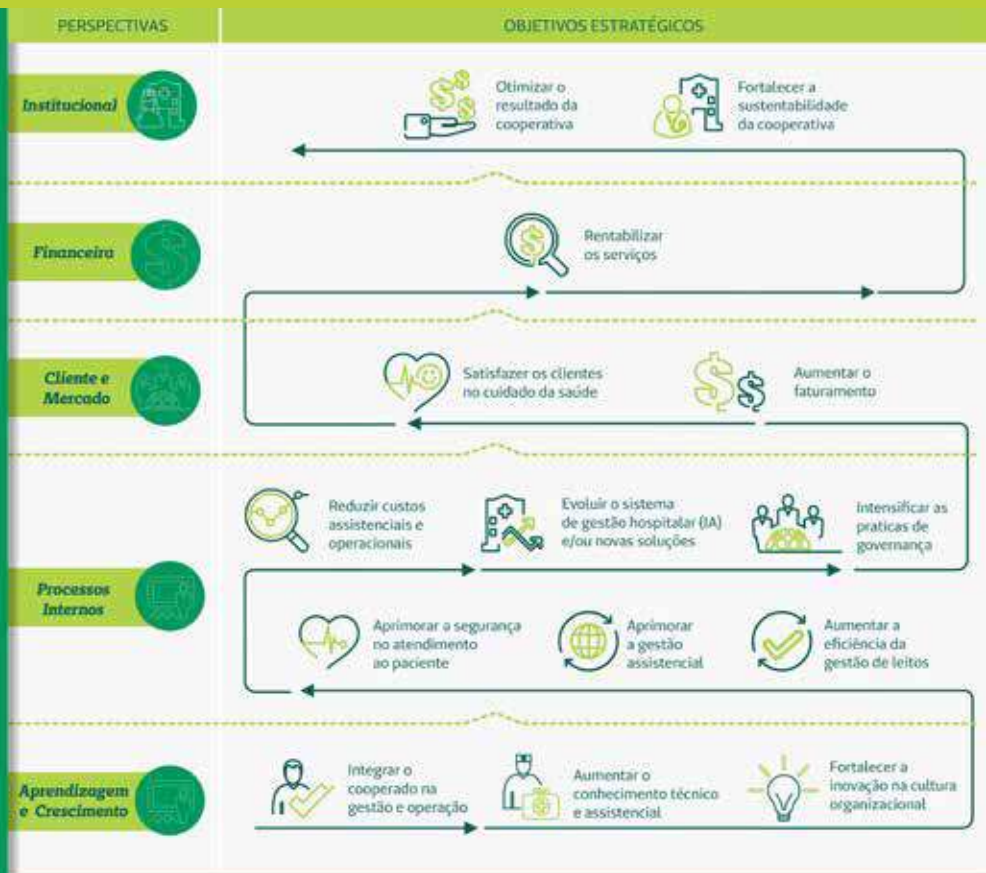 PERSPECTIVAS
OBJETIVOS ESTRATÉGICOS
Institucional
Otimizar o
resultado da
cooperativa
Fortalecer a
sustentabilidade
da cooperativa
Financeira
Rentabilizar
os serviços
Cliente e
Mercado
Satisfazer os clientes
no cuidado da saúde
Aumentar o
faturamento
Processos
Internos
Reduzir custos
assistenciais e
operacionais
Evoluir o sistema
de gestão hospitalar (IA)
e/ou novas soluções
Intensificar as
praticas de
governança
Aprimorar a segurança
no atendimento
ao paciente
Aprimorar
a gestão
assistencial
Aumentar a
eficiência da
gestão de leitos
Aprendizagem
e Crescimento
Integrar o
cooperado na
gestão e operação
Aumentar o
conhecimento técnico
e assistencial
Fortalecer a
inovação na cultura
organizacional